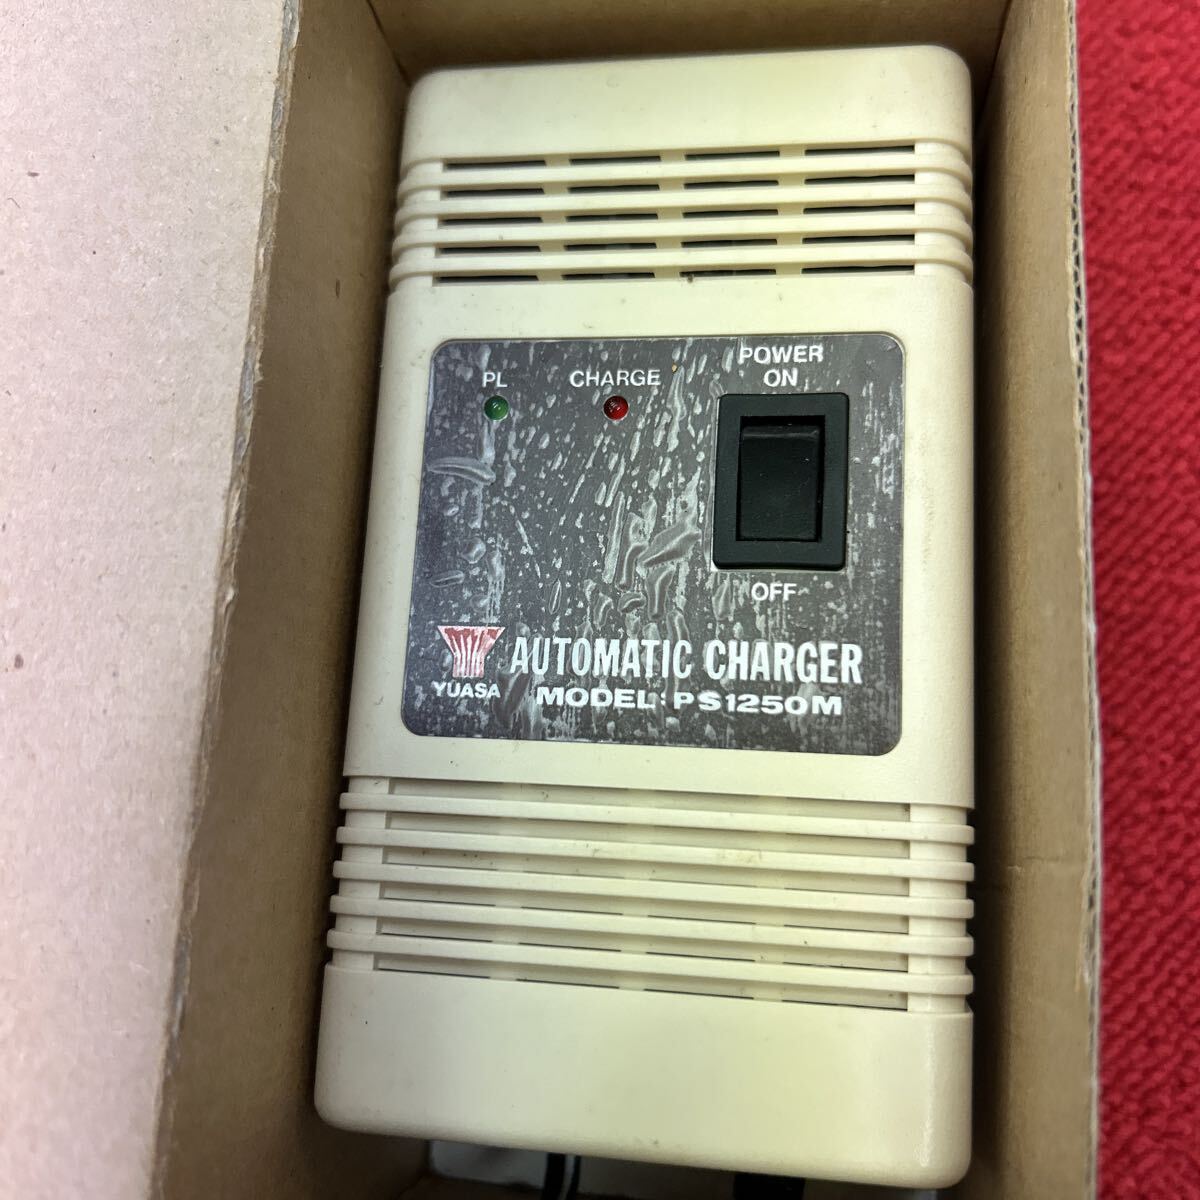 POWER
PL CHARGE ON
OFF
YUASA
AUTOMATIC CHARGER
MODEL: PS1250M